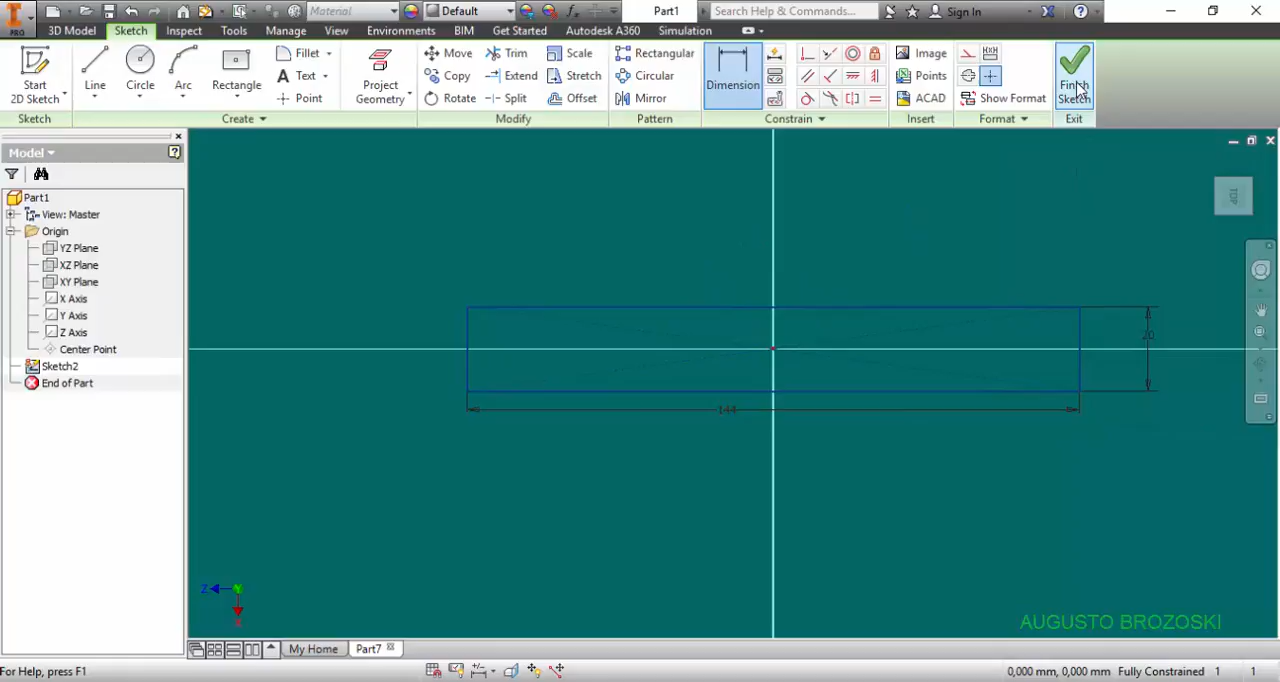 PRO
Material
Default
Part1
Search Help & Commands...
Sign In
3D Model
Sketch
Inspect
Tools
Manage
View
Environments
BIM
Get Started
Autodesk A360
Simulation
Start
2D Sketch
Line
Circle
Arc
Rectangle
Fillet
Text
Point
Project
Geometry
Move
Copy
Rotate
Trim
Extend
Split
Scale
Stretch
Offset
Rectangular
Circular
Mirror
Dimension
Image
Points
ACAD
Show Format
Finish
Sketch
Sketch
Create
Modify
Pattern
Constrain
Insert
Format
Exit
Model
Part1
View: Master
Origin
YZ Plane
XZ Plane
XY Plane
X Axis
Y Axis
Z Axis
Center Point
Sketch2
End of Part
TOP
20
144
Z
X
AUGUSTO BROZOSKI
My Home
Part7
For Help, press F1
0,000 mm, 0,000 mm
Fully Constrained
1
1